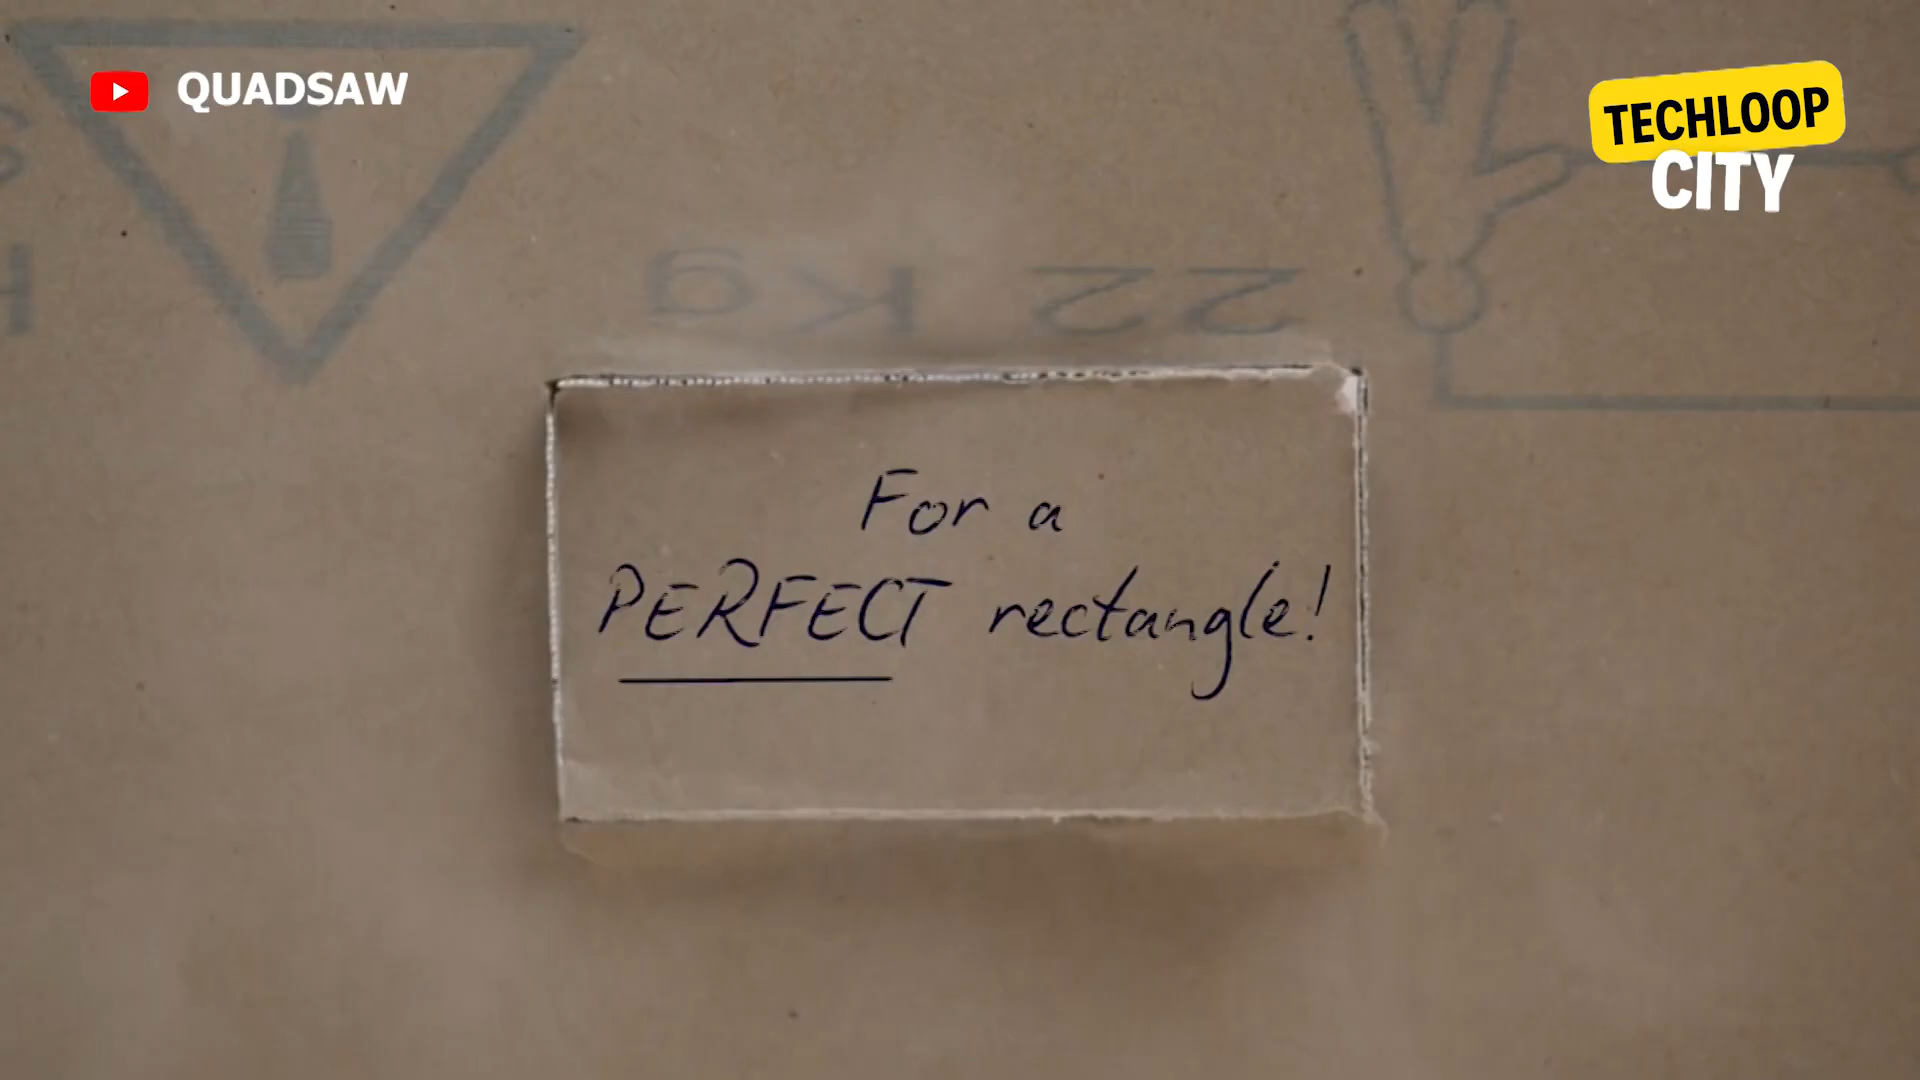 QUADSAW
TECHLOOP
CITY
22 Kg
For a
PERFECT rectangle!